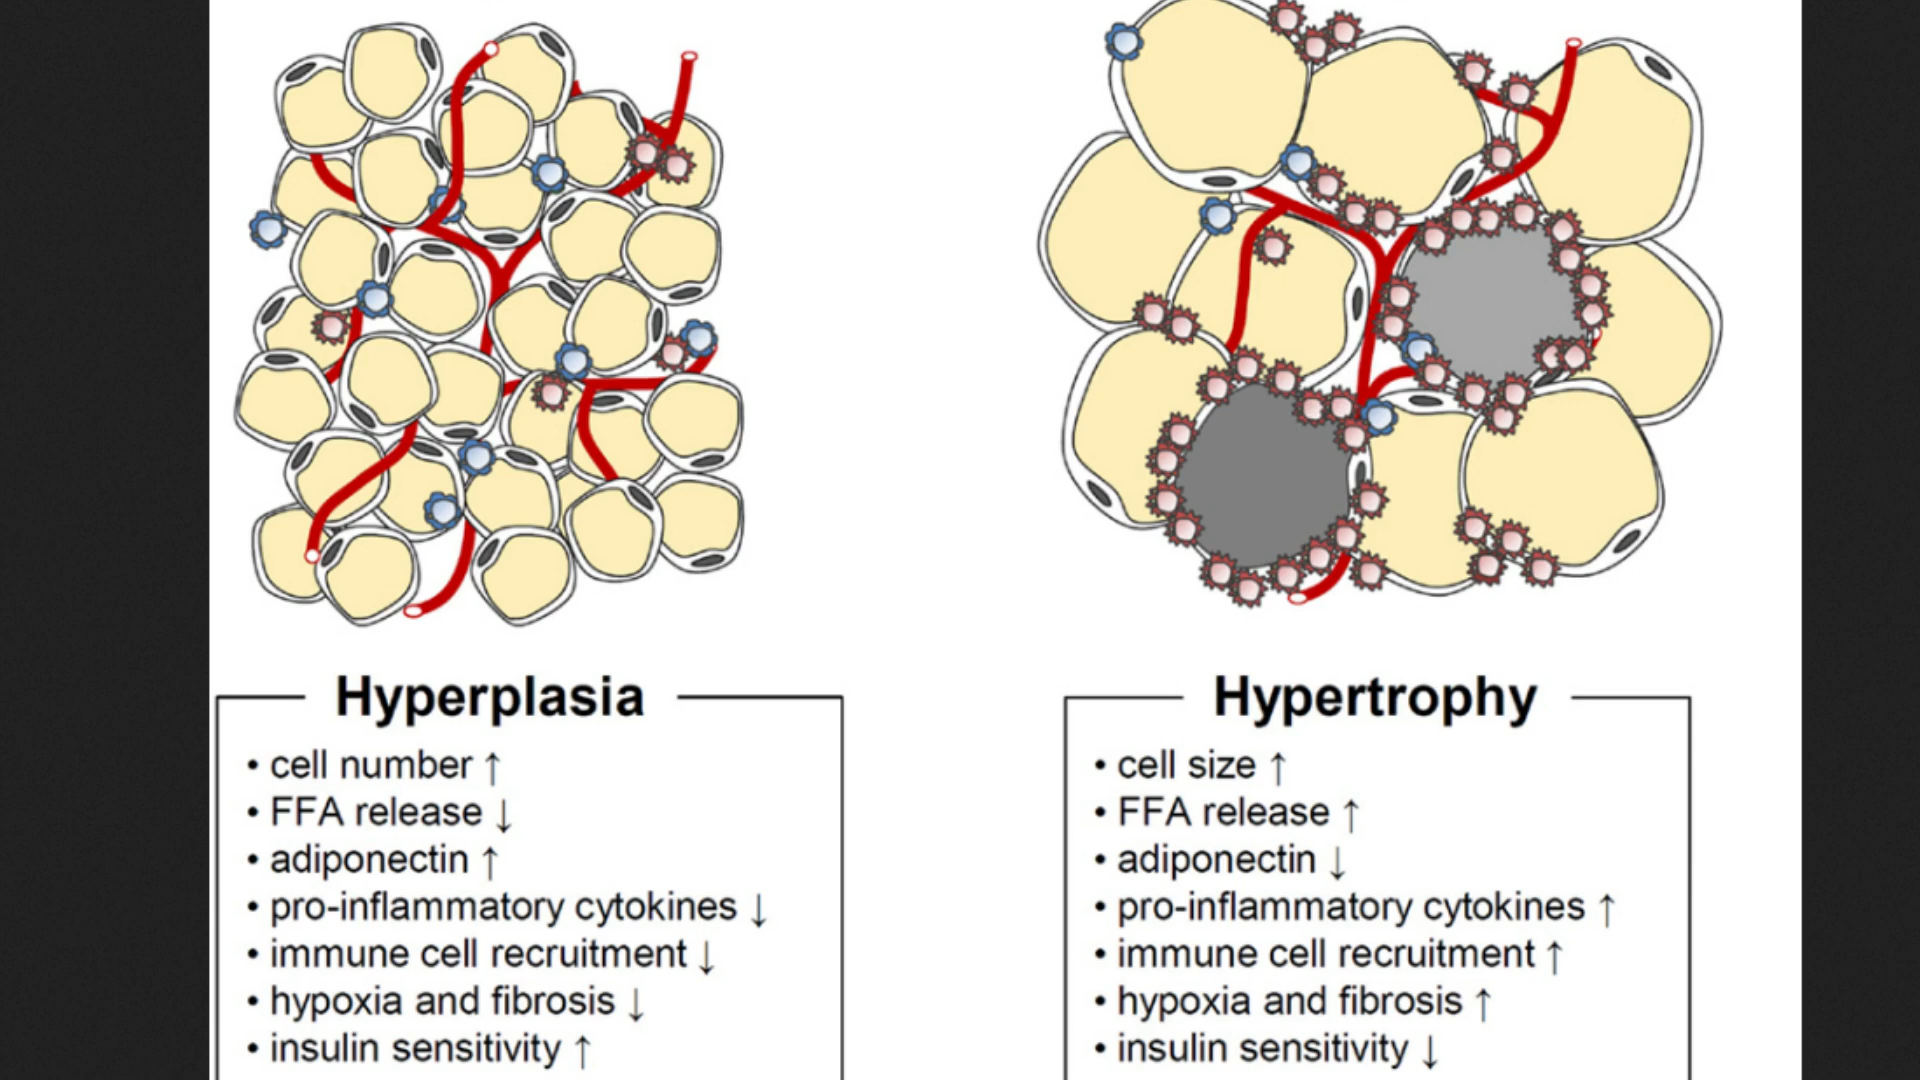 Hyperplasia
• cell number ↑
• FFA release ↓
• adiponectin ↑
• pro-inflammatory cytokines ↓
• immune cell recruitment ↓
• hypoxia and fibrosis ↓
• insulin sensitivity ↑
Hypertrophy
• cell size ↑
• FFA release ↑
• adiponectin ↓
• pro-inflammatory cytokines ↑
• immune cell recruitment ↑
• hypoxia and fibrosis ↑
• insulin sensitivity ↓